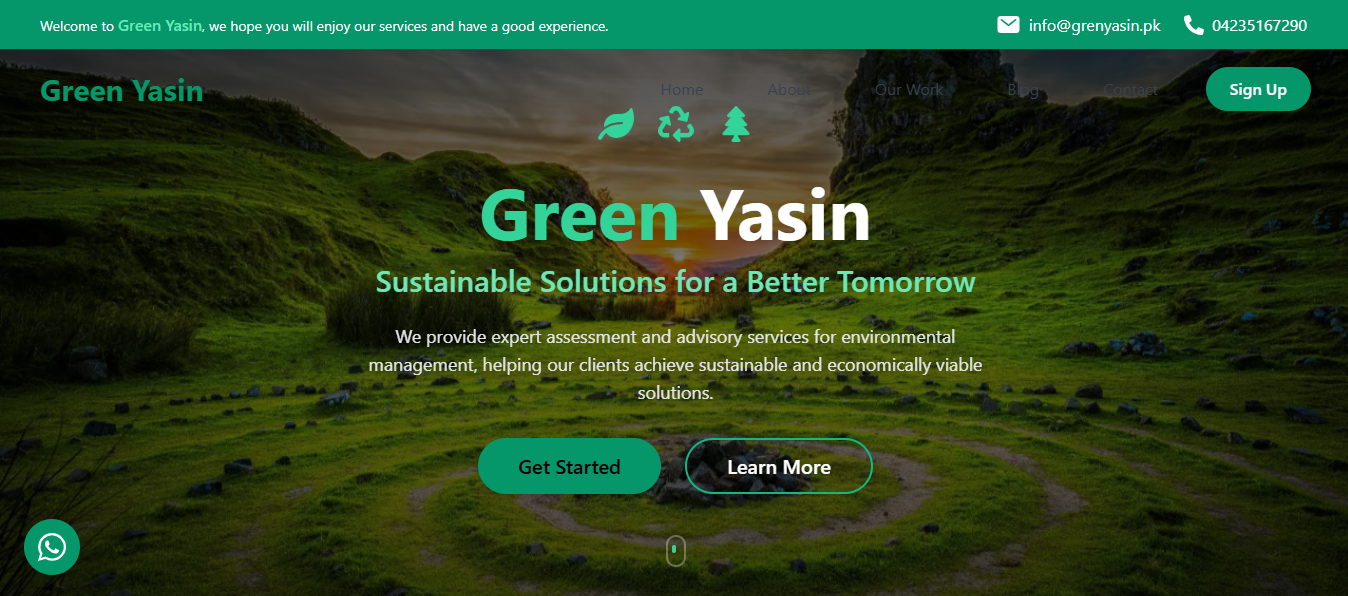 Welcome to Green Yasin, we hope you will enjoy our services and have a good experience.
info@grenyasin.pk
04235167290
Green Yasin
Home About Our Work Blog Contact Sign Up
Green Yasin
Sustainable Solutions for a Better Tomorrow
We provide expert assessment and advisory services for environmental
management, helping our clients achieve sustainable and economically viable
solutions.
Get Started
Learn More